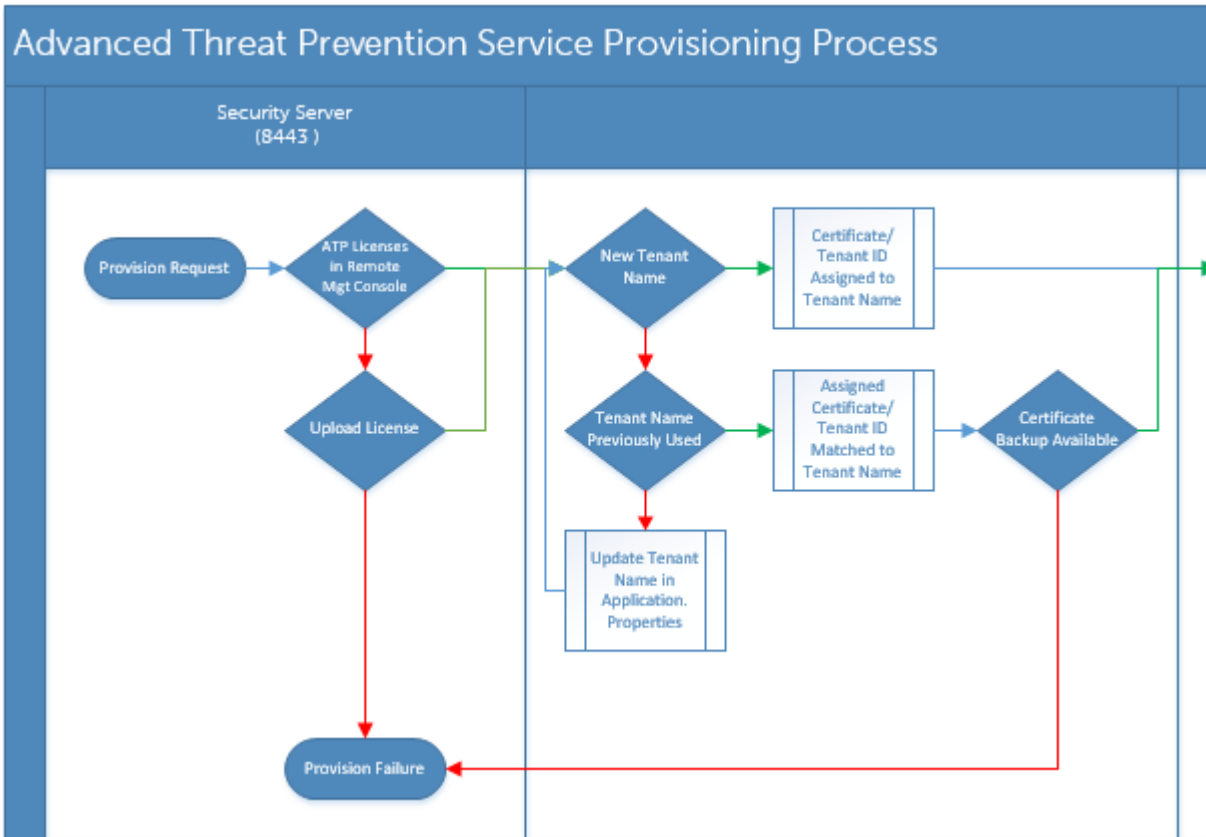 Advanced Threat Prevention Service Provisioning Process
Security Server
(8443 )
Provision Request
ATP Licenses
in Remote
Mgt Console
New Tenant
Name
Certificate/
Tenant ID
Assigned to
Tenant Name
Upload License
Tenant Name
Previously Used
Assigned
Certificate/
Tenant ID
Matched to
Tenant Name
Certificate
Backup Available
Update Tenant
Name in
Application.
Properties
Provision Failure